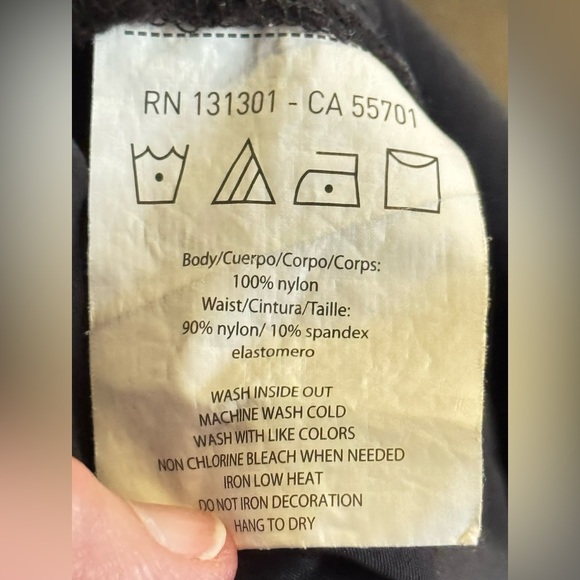 RN 131301 - CA 55701
Body/Cuerpo/Corpo/Corps:
100% nylon
Waist/Cintura/Taille:
90% nylon/ 10% spandex
elastomero
WASH INSIDE OUT
MACHINE WASH COLD
WASH WITH LIKE COLORS
NON CHLORINE BLEACH WHEN NEEDED
IRON LOW HEAT
DO NOT IRON DECORATION
HANG TO DRY